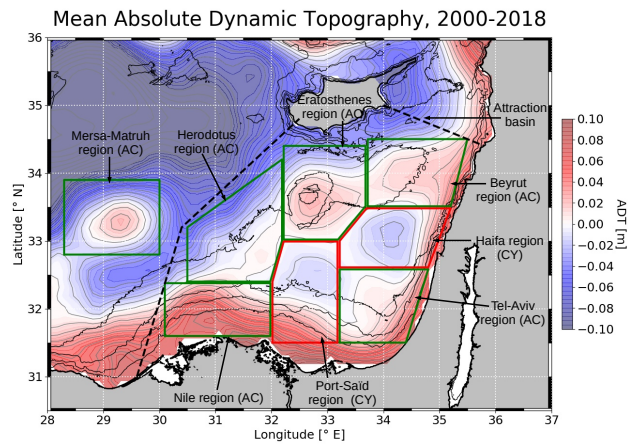 Mean Absolute Dynamic Topography, 2000-2018
36
35
34
33
32
31
Latitude [° N]
28
29
30
31
32
33
34
35
36
37
Longitude [° E]
Mersa-Matruh
region (AC)
Herodotus
region (AC)
Eratosthenes
region (AC)
Attraction
basin
Beyrut
region (AC)
Haifa region
(CY)
Tel-Aviv
region (AC)
Nile region (AC)
Port-Saïd
region (CY)
0.10
0.08
0.06
0.04
0.02
0.00
−0.02
−0.04
−0.06
−0.08
−0.10
ADT [m]